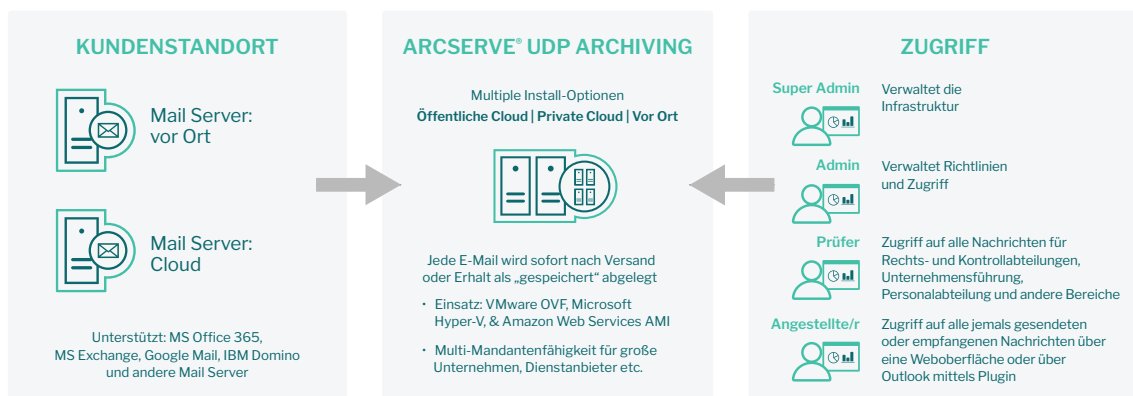 KUNDENSTANDORT
Mail Server:
vor Ort
Mail Server:
Cloud
Unterstützt: MS Office 365,
MS Exchange, Google Mail, IBM Domino
und andere Mail Server
ARCSERVE® UDP ARCHIVING
Multiple Install-Optionen
Öffentliche Cloud | Private Cloud | Vor Ort
Jede E-Mail wird sofort nach Versand
oder Erhalt als „gespeichert“ abgelegt
• Einsatz: VMware OVF, Microsoft
Hyper-V, & Amazon Web Services AMI
• Multi-Mandantenfähigkeit für große
Unternehmen, Dienstanbieter etc.
ZUGRIFF
Super Admin
Verwaltet die
Infrastruktur
Admin
Verwaltet Richtlinien
und Zugriff
Prüfer
Zugriff auf alle Nachrichten für
Rechts- und Kontrollabteilungen,
Unternehmensführung,
Personalabteilung und andere Bereiche
Angestellte/r
Zugriff auf alle jemals gesendeten
oder empfangenen Nachrichten über
eine Weboberfläche oder über
Outlook mittels Plugin